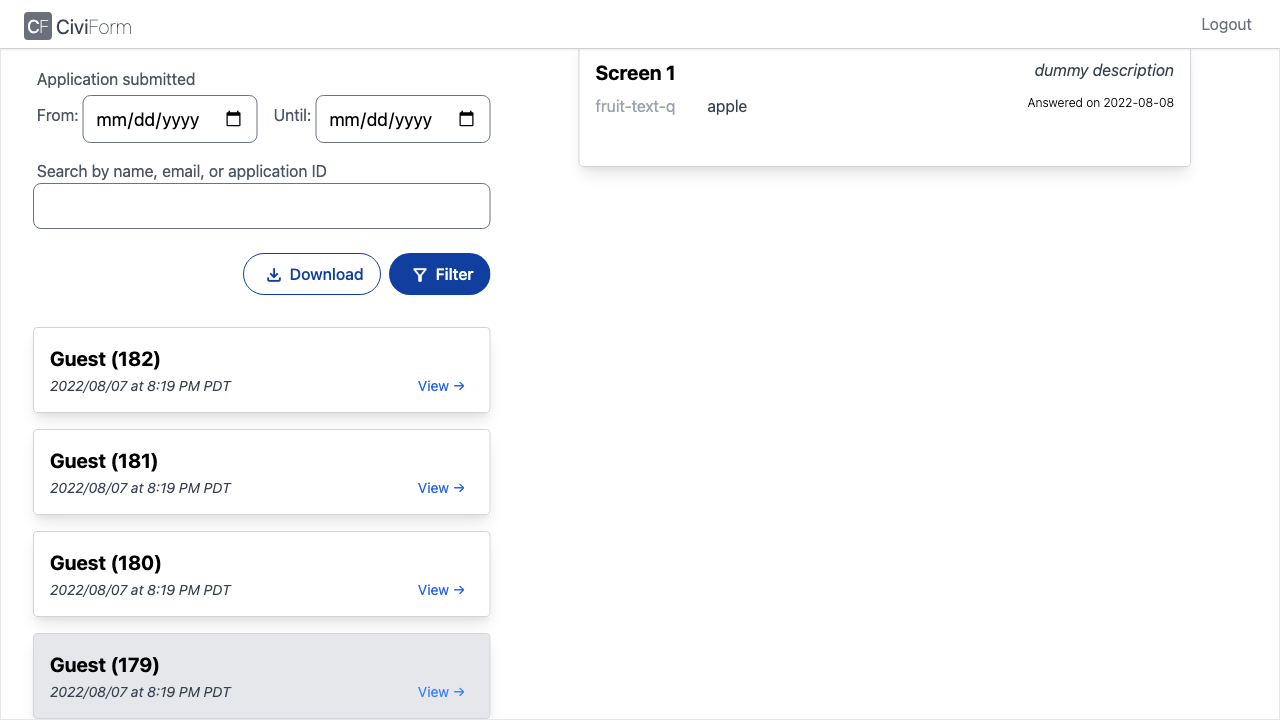 CF CiviForm
Logout
Application submitted
From: mm/dd/yyyy Until: mm/dd/yyyy
Search by name, email, or application ID
Download Filter
Guest (182)
2022/08/07 at 8:19 PM PDT View →
Guest (181)
2022/08/07 at 8:19 PM PDT View →
Guest (180)
2022/08/07 at 8:19 PM PDT View →
Guest (179)
2022/08/07 at 8:19 PM PDT View →
Screen 1 dummy description
fruit-text-q apple Answered on 2022-08-08